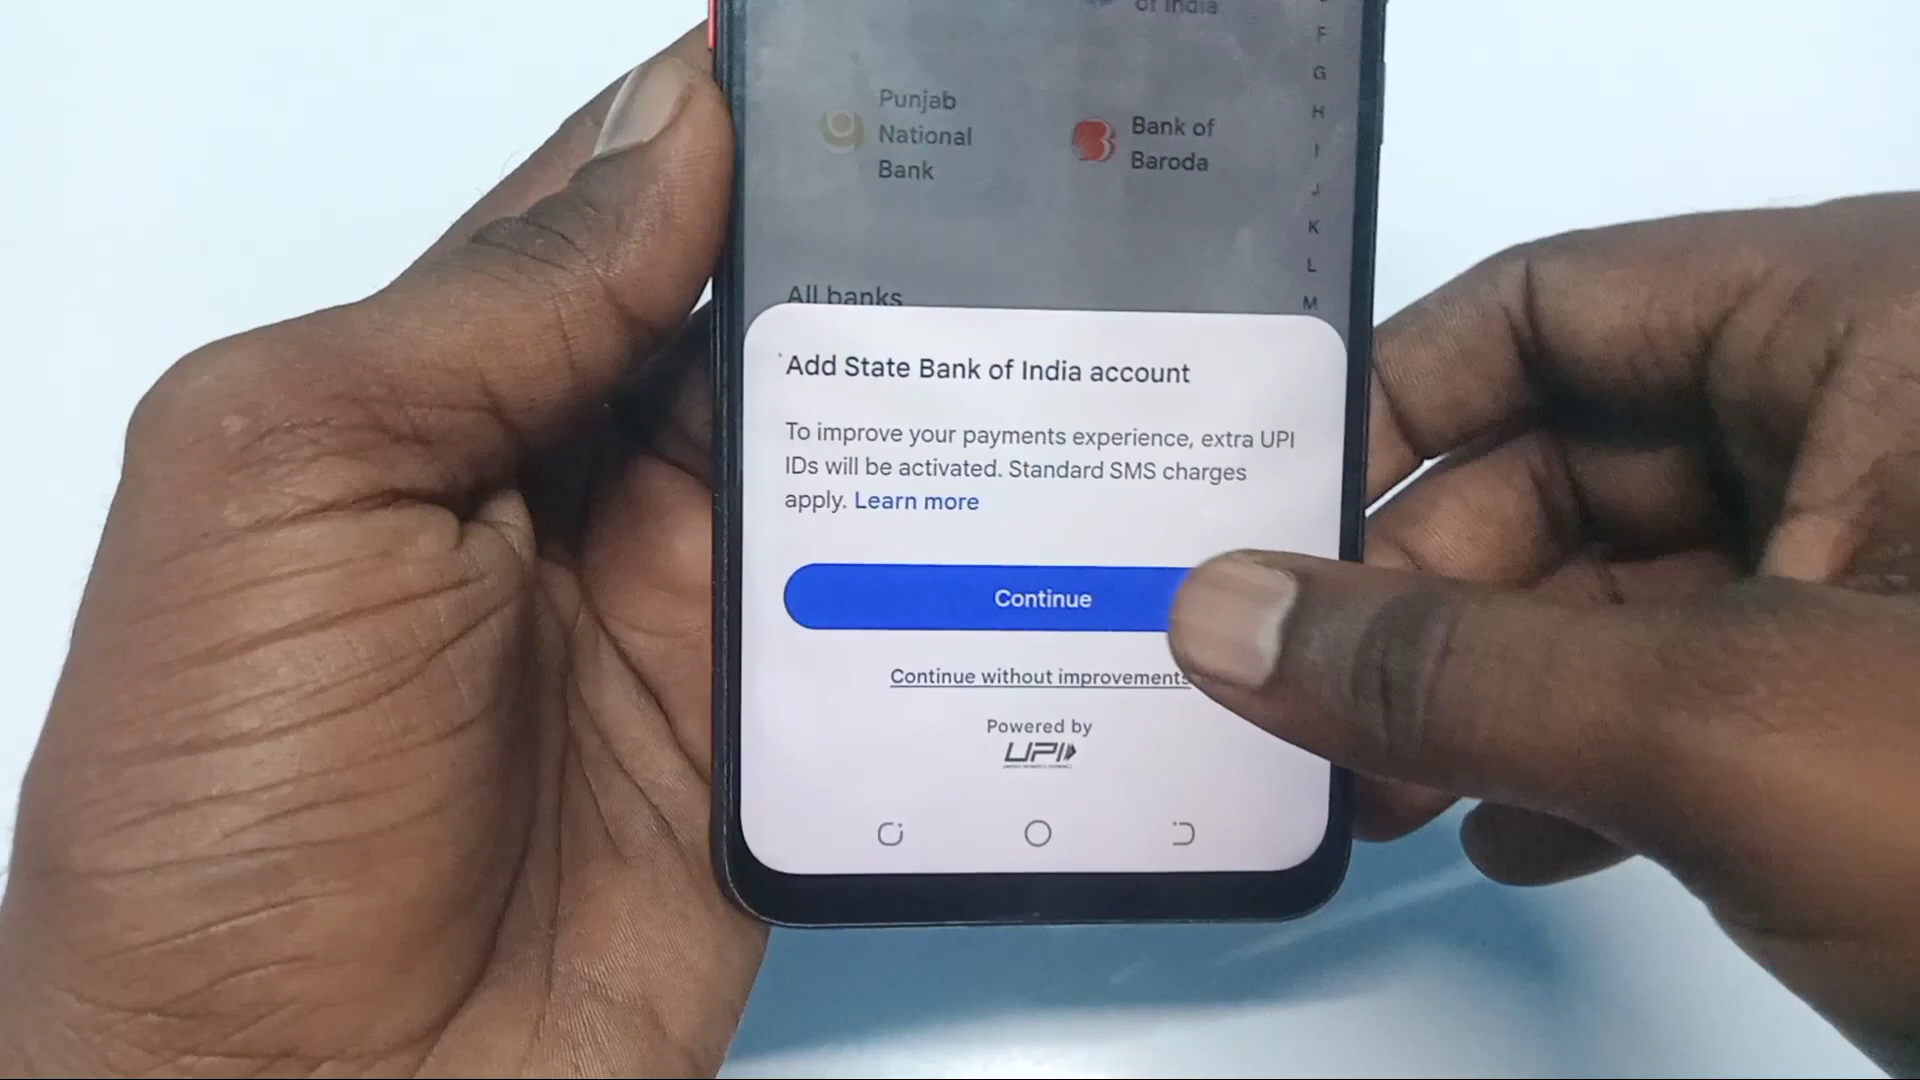 of India
F
G
H
I
J
K
L
M
Punjab
National
Bank
Bank of
Baroda
All banks
Add State Bank of India account
To improve your payments experience, extra UPI
IDs will be activated. Standard SMS charges
apply. Learn more
Continue
Continue without improvements
Powered by
UPI